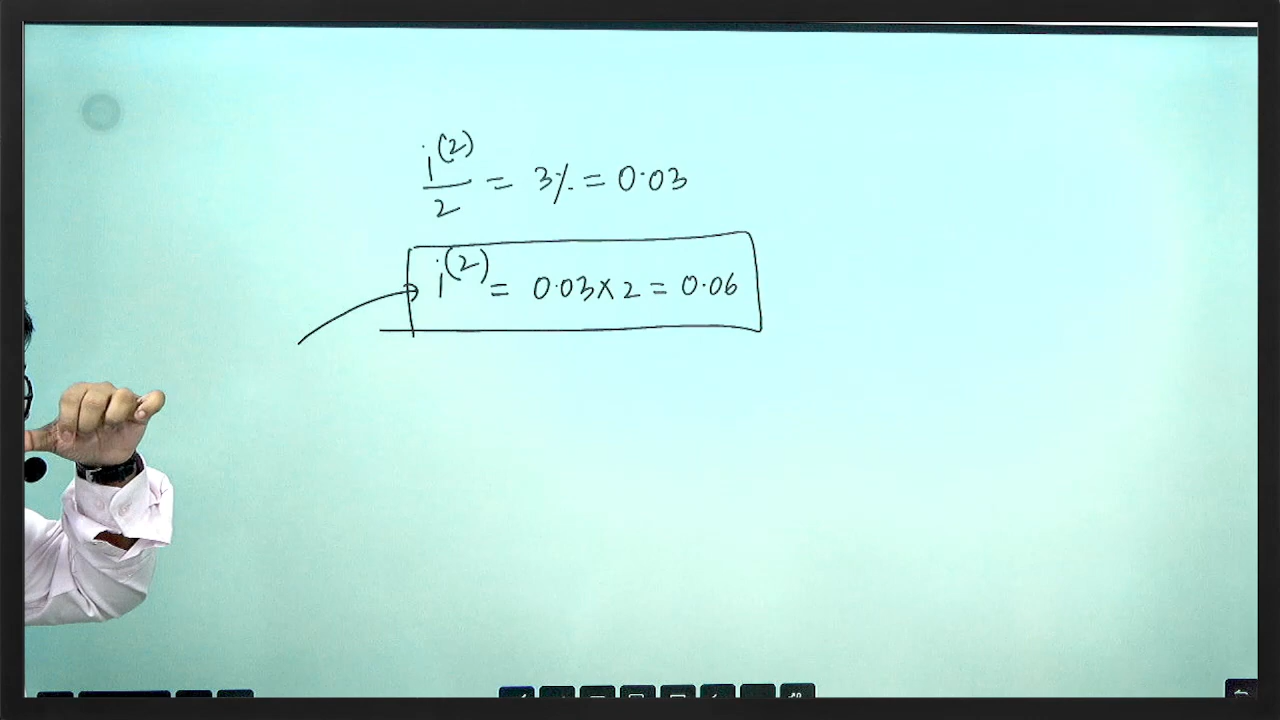 i^(2)/2 = 3% = 0.03
i^(2) = 0.03 × 2 = 0.06